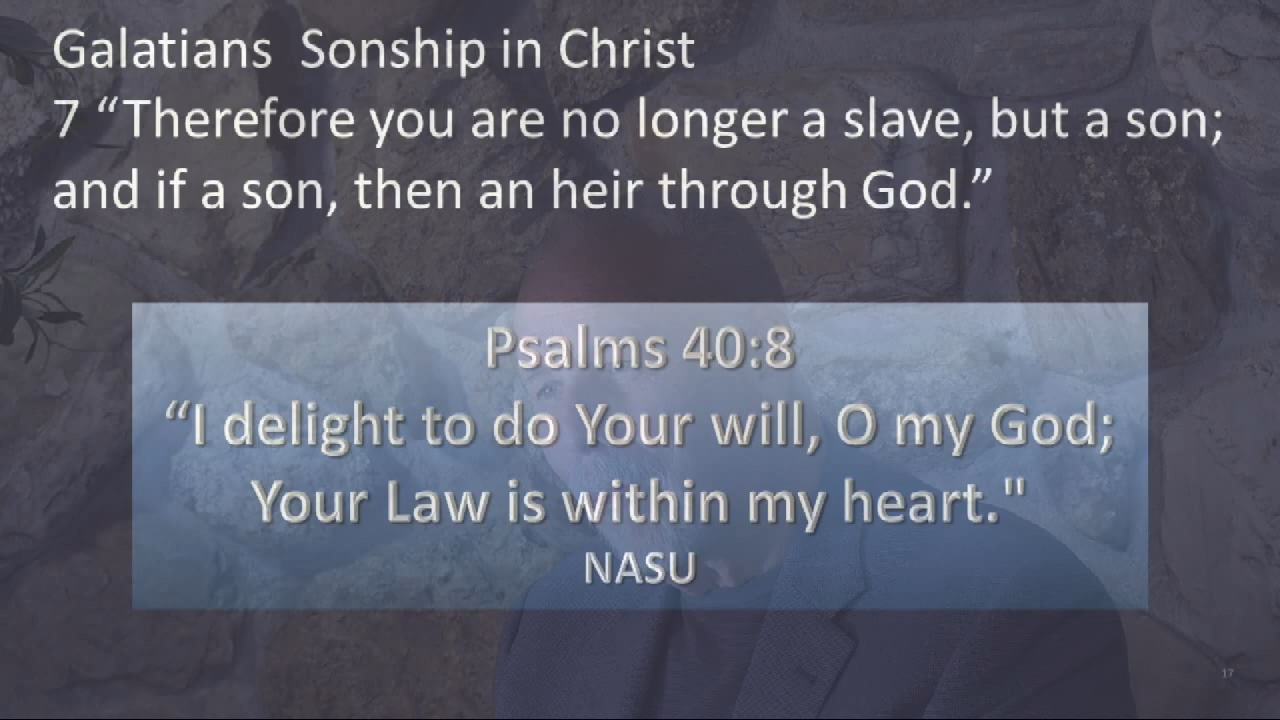 Galatians  Sonship in Christ
7 “Therefore you are no longer a slave, but a son;
and if a son, then an heir through God.”
Psalms 40:8
“I delight to do Your will, O my God;
Your Law is within my heart."
NASU
17